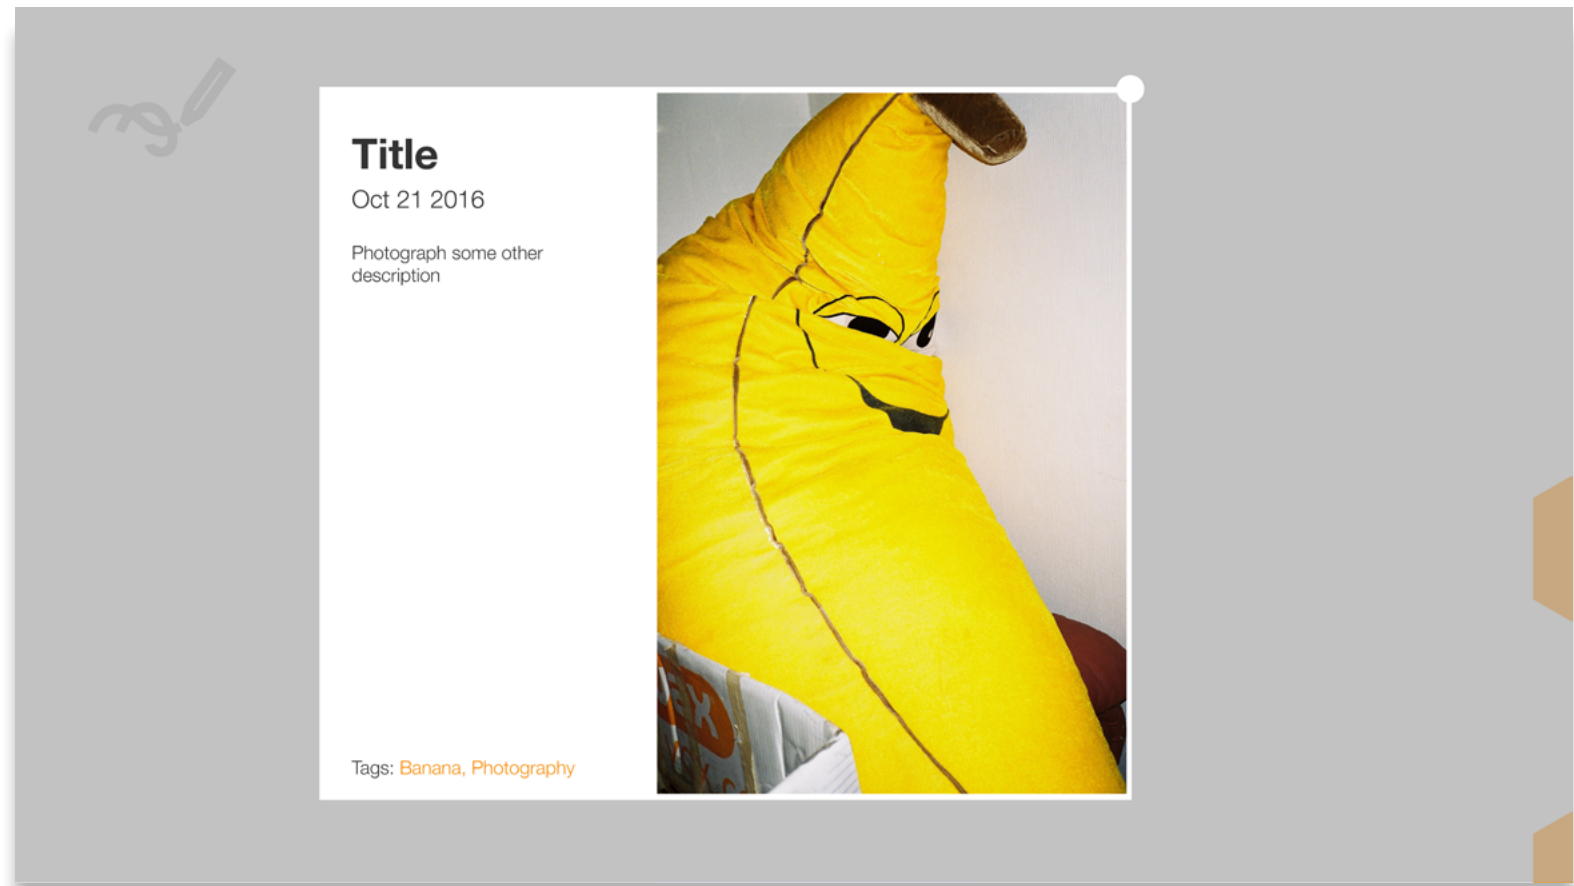 Title
Oct 21 2016
Photograph some other
description
Tags: Banana, Photography